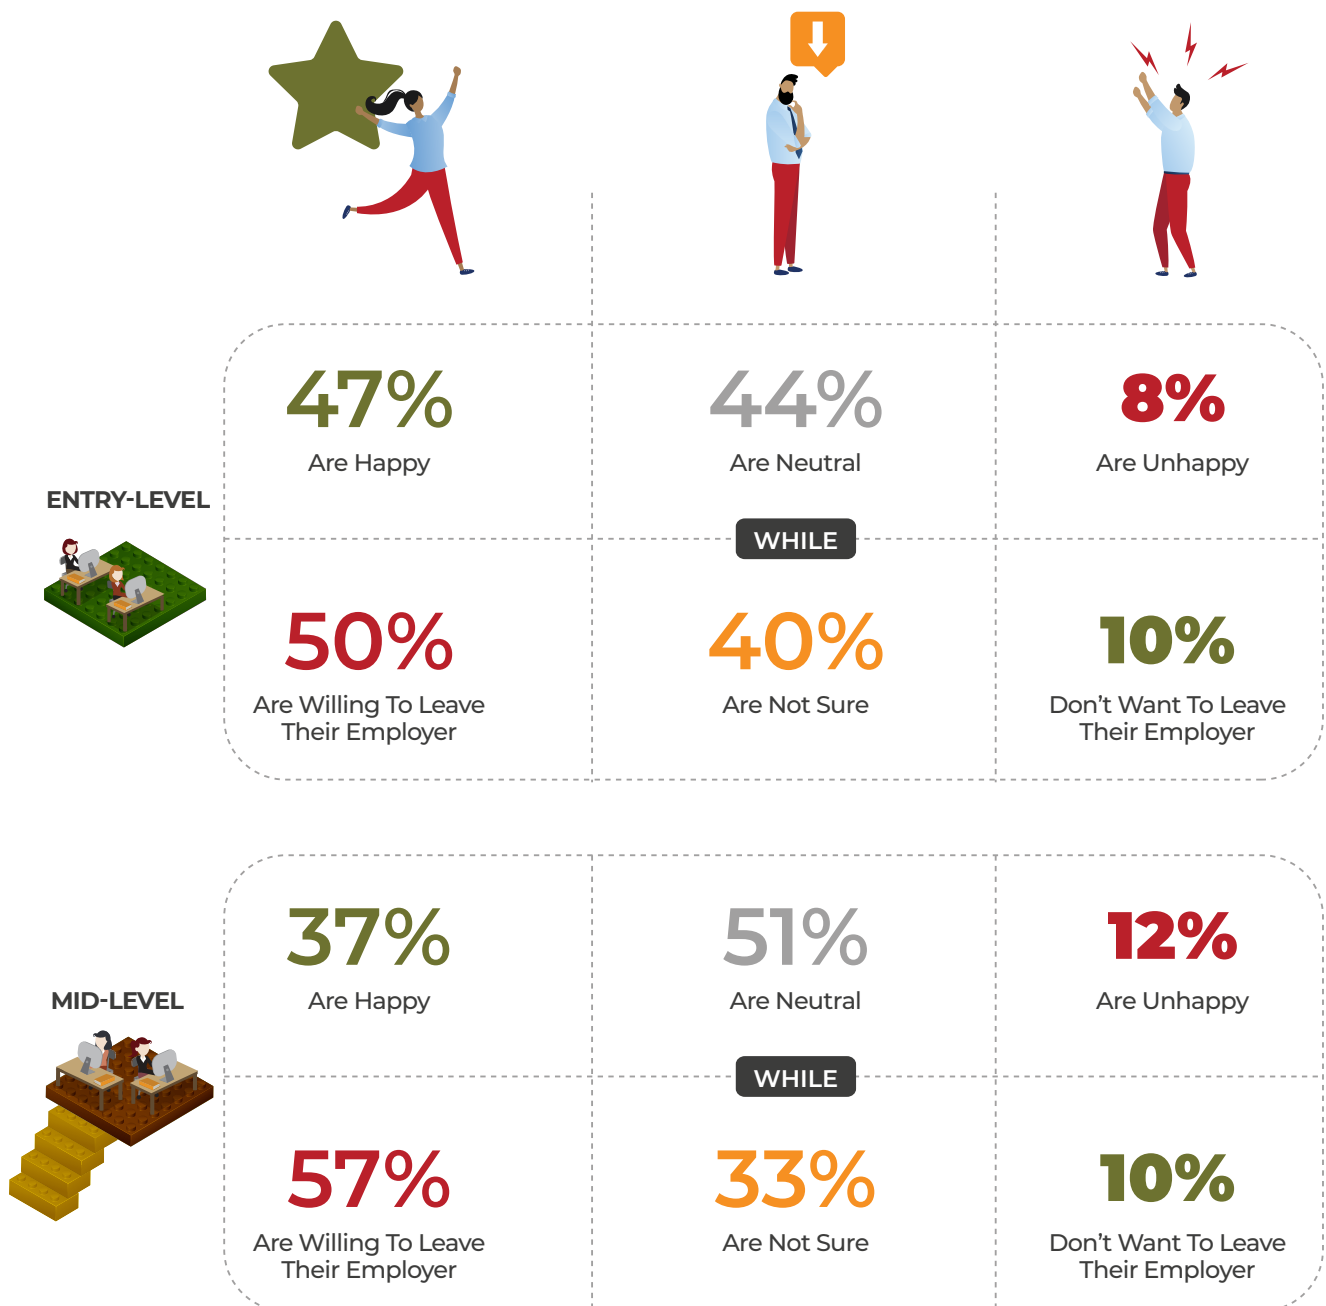 47%
44%
8%
Are Happy
Are Neutral
Are Unhappy
ENTRY-LEVEL
WHILE
50%
40%
10%
Are Willing To Leave
Their Employer
Are Not Sure
Don’t Want To Leave
Their Employer
37%
51%
12%
Are Happy
Are Neutral
Are Unhappy
MID-LEVEL
WHILE
57%
33%
10%
Are Willing To Leave
Their Employer
Are Not Sure
Don’t Want To Leave
Their Employer